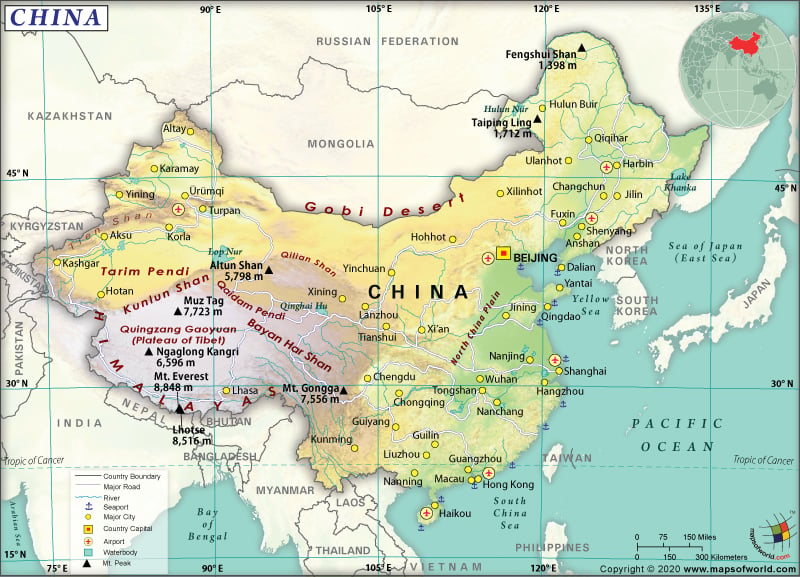 CHINA
90°E
105°E
120°E
135°E
RUSSIAN FEDERATION
Fengshui Shan
1,398 m
KAZAKHSTAN
Hulun Nur
Hulun Buir
Taiping Ling
1,712 m
Altay
MONGOLIA
Qiqihar
Ulanhot
Harbin
Karamay
45°N
45°N
Lake
Khanka
Changchun
Yining
Ürümqi
Xilinhot
Jilin
Turpan
Gobi Desert
Fuxin
Tien Shan
KYRGYZSTAN
Aksu
Korla
Hohhot
Shenyang
Anshan
Sea of Japan
(East Sea)
NORTH
KOREA
Lop Nur
Qilian Shan
Kashgar
Altun Shan
5,798 m
BEIJING
Tarim Pendi
Yinchuan
Dalian
Kunlun Shan
Hotan
Qaidam Pendi
Xining
CHINA
Yantai
Yellow
Sea
SOUTH
KOREA
JAPAN
Muz Tag
7,723 m
Qinghai Hu
Lanzhou
Jining
Qingdao
PAKISTAN
HIMALAYAS
Quingzang Gaoyuan
(Plateau of Tibet)
Bayan Har Shan
Tianshui
Xi'an
North China Plain
Ngaglong Kangri
6,596 m
Nanjing
Shanghai
Mt. Everest
8,848 m
Lhasa
Mt. Gongga
7,556 m
Chengdu
Wuhan
30°N
30°N
Tongshan
Hangzhou
Chongqing
Nanchang
NEPAL
BHUTAN
INDIA
Lhotse
8,516 m
Guiyang
PACIFIC
OCEAN
Kunming
Guilin
BANGLADESH
Liuzhou
Guangzhou
TAIWAN
Tropic of Cancer
Tropic of Cancer
Nanning
Macau
Hong Kong
MYANMAR
LAOS
South
China
Sea
Haikou
Country Boundary
Major Road
River
Seaport
Major City
Country Capital
Airport
Waterbody
Mt. Peak
Arabian Sea
Bay
of
Bengal
THAILAND
VIETNAM
PHILIPPINES
0 75 150 Miles
0 150 300 Kilometers
mapsofworld.com
15°N
90°E
105°E
120°E
15°N
Copyright © 2020 www.mapsofworld.com